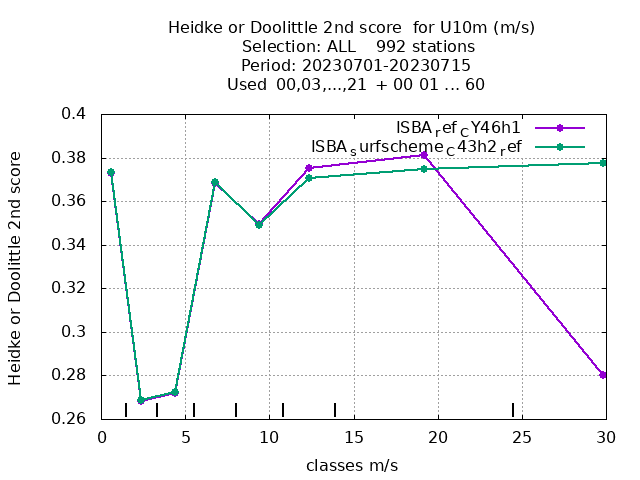 Heidke or Doolittle 2nd score  for U10m (m/s)
Selection: ALL    992 stations
Period: 20230701-20230715
Used  00,03,...,21  + 00 01 ... 60
ISBA_ref_CY46h1
ISBA_surfscheme_C43h2_ref
Heidke or Doolittle 2nd score
0.4
0.38
0.36
0.34
0.32
0.3
0.28
0.26
0 5 10 15 20 25 30
classes m/s